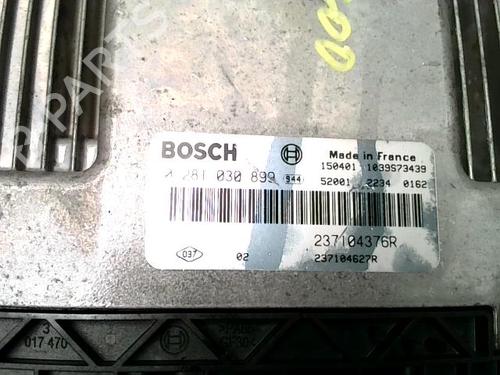 BOSCH
Made in France
150401 1039S73439
0 281 030 899 944
52001 2234 0162
237104376R
037
02
237104627R
3
017 470